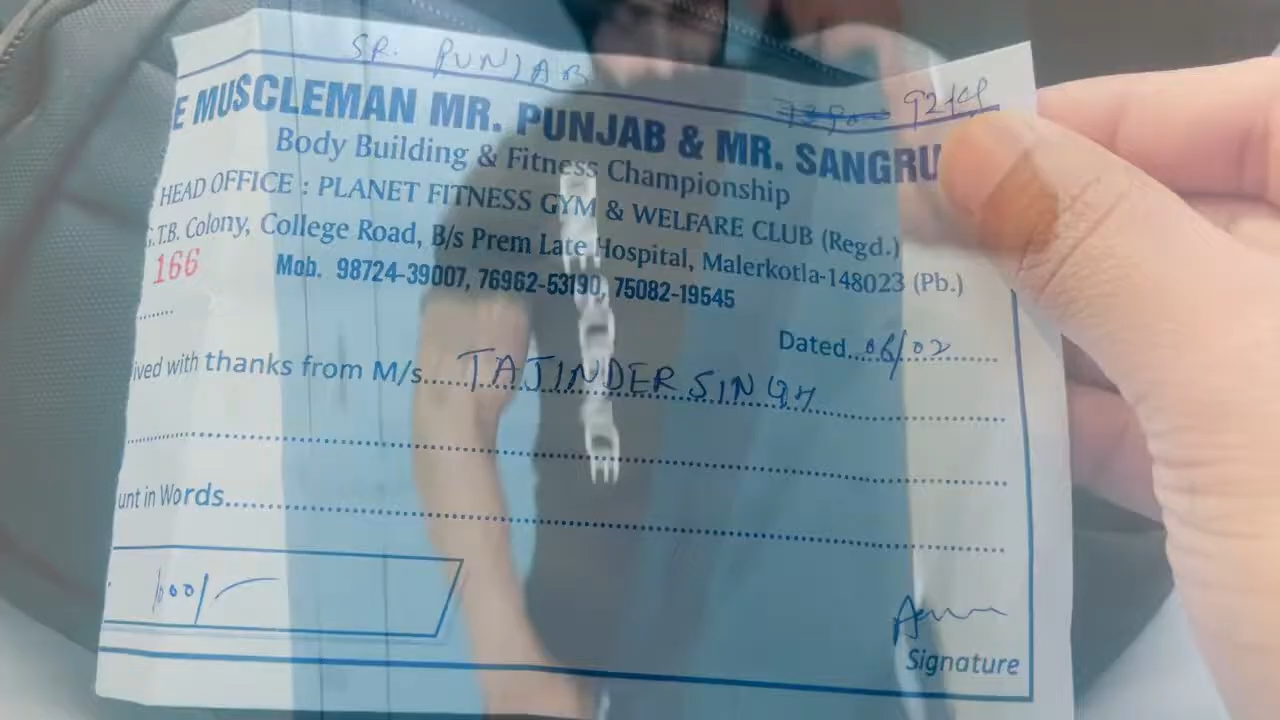 SR. PUNJAB
92 kg
E MUSCLEMAN MR. PUNJAB & MR. SANGRU
Body Building & Fitness Championship
HEAD OFFICE : PLANET FITNESS GYM & WELFARE CLUB (Regd.)
G.T.B. Colony, College Road, B/s Prem Late Hospital, Malerkotla-148023 (Pb.)
166 Mob. 98724-39007, 76962-53190, 75082-19545
Dated 06/02
ived with thanks from M/s. TAJINDER SINGH
unt in Words
1000/-
Signature